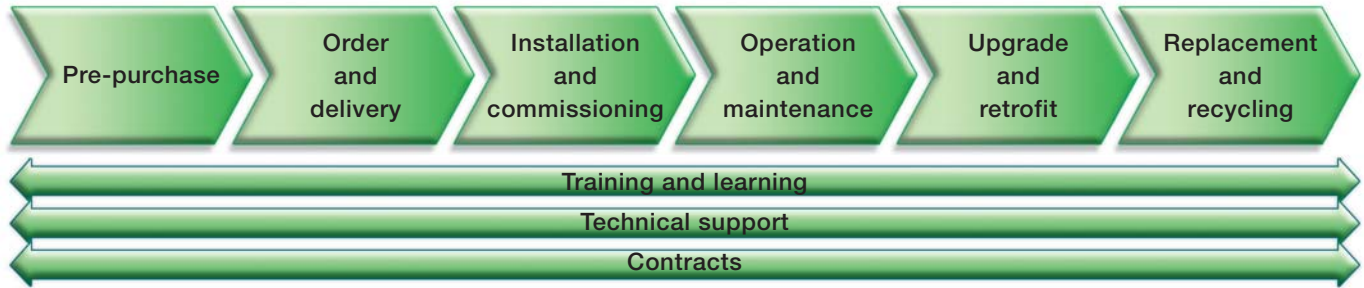 Pre-purchase
Order
and
delivery
Installation
and
commissioning
Operation
and
maintenance
Upgrade
and
retrofit
Replacement
and
recycling
Training and learning
Technical support
Contracts